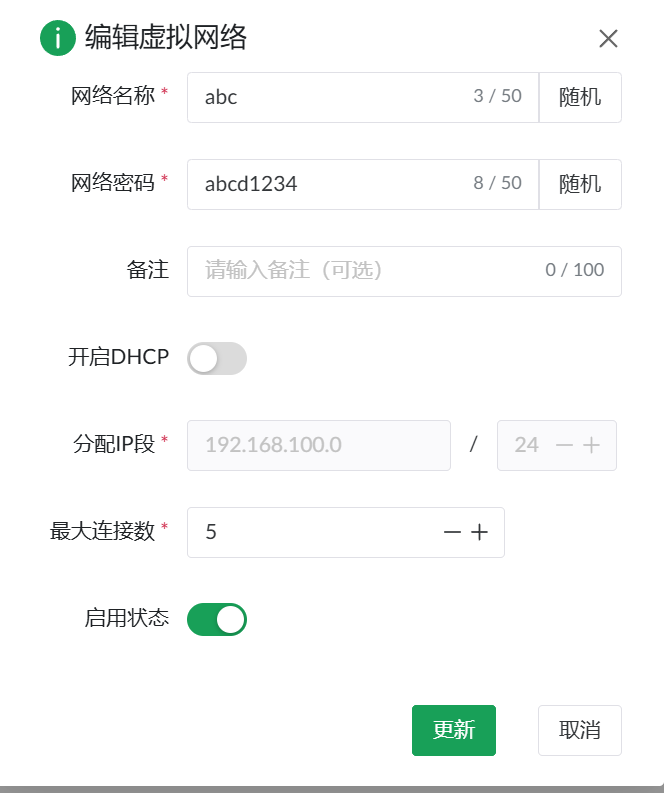 编辑虚拟网络
网络名称 * abc 3 / 50 随机
网络密码 * abcd1234 8 / 50 随机
备注 请输入备注（可选） 0 / 100
开启DHCP
分配IP段 * 192.168.100.0 / 24
最大连接数 * 5
启用状态
更新 取消